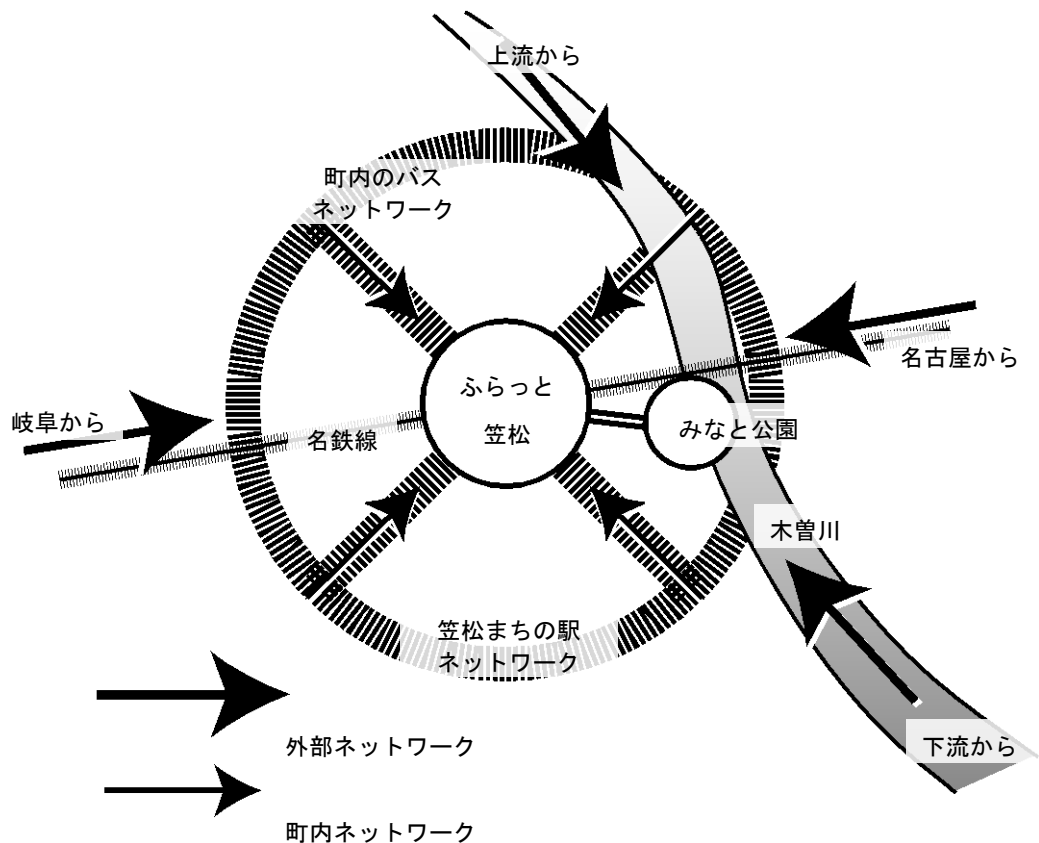 上流から
町内のバス
ネットワーク
名古屋から
ふらっと
笠松
みなと公園
岐阜から
名鉄線
木曽川
笠松まちの駅
ネットワーク
下流から
外部ネットワーク
町内ネットワーク